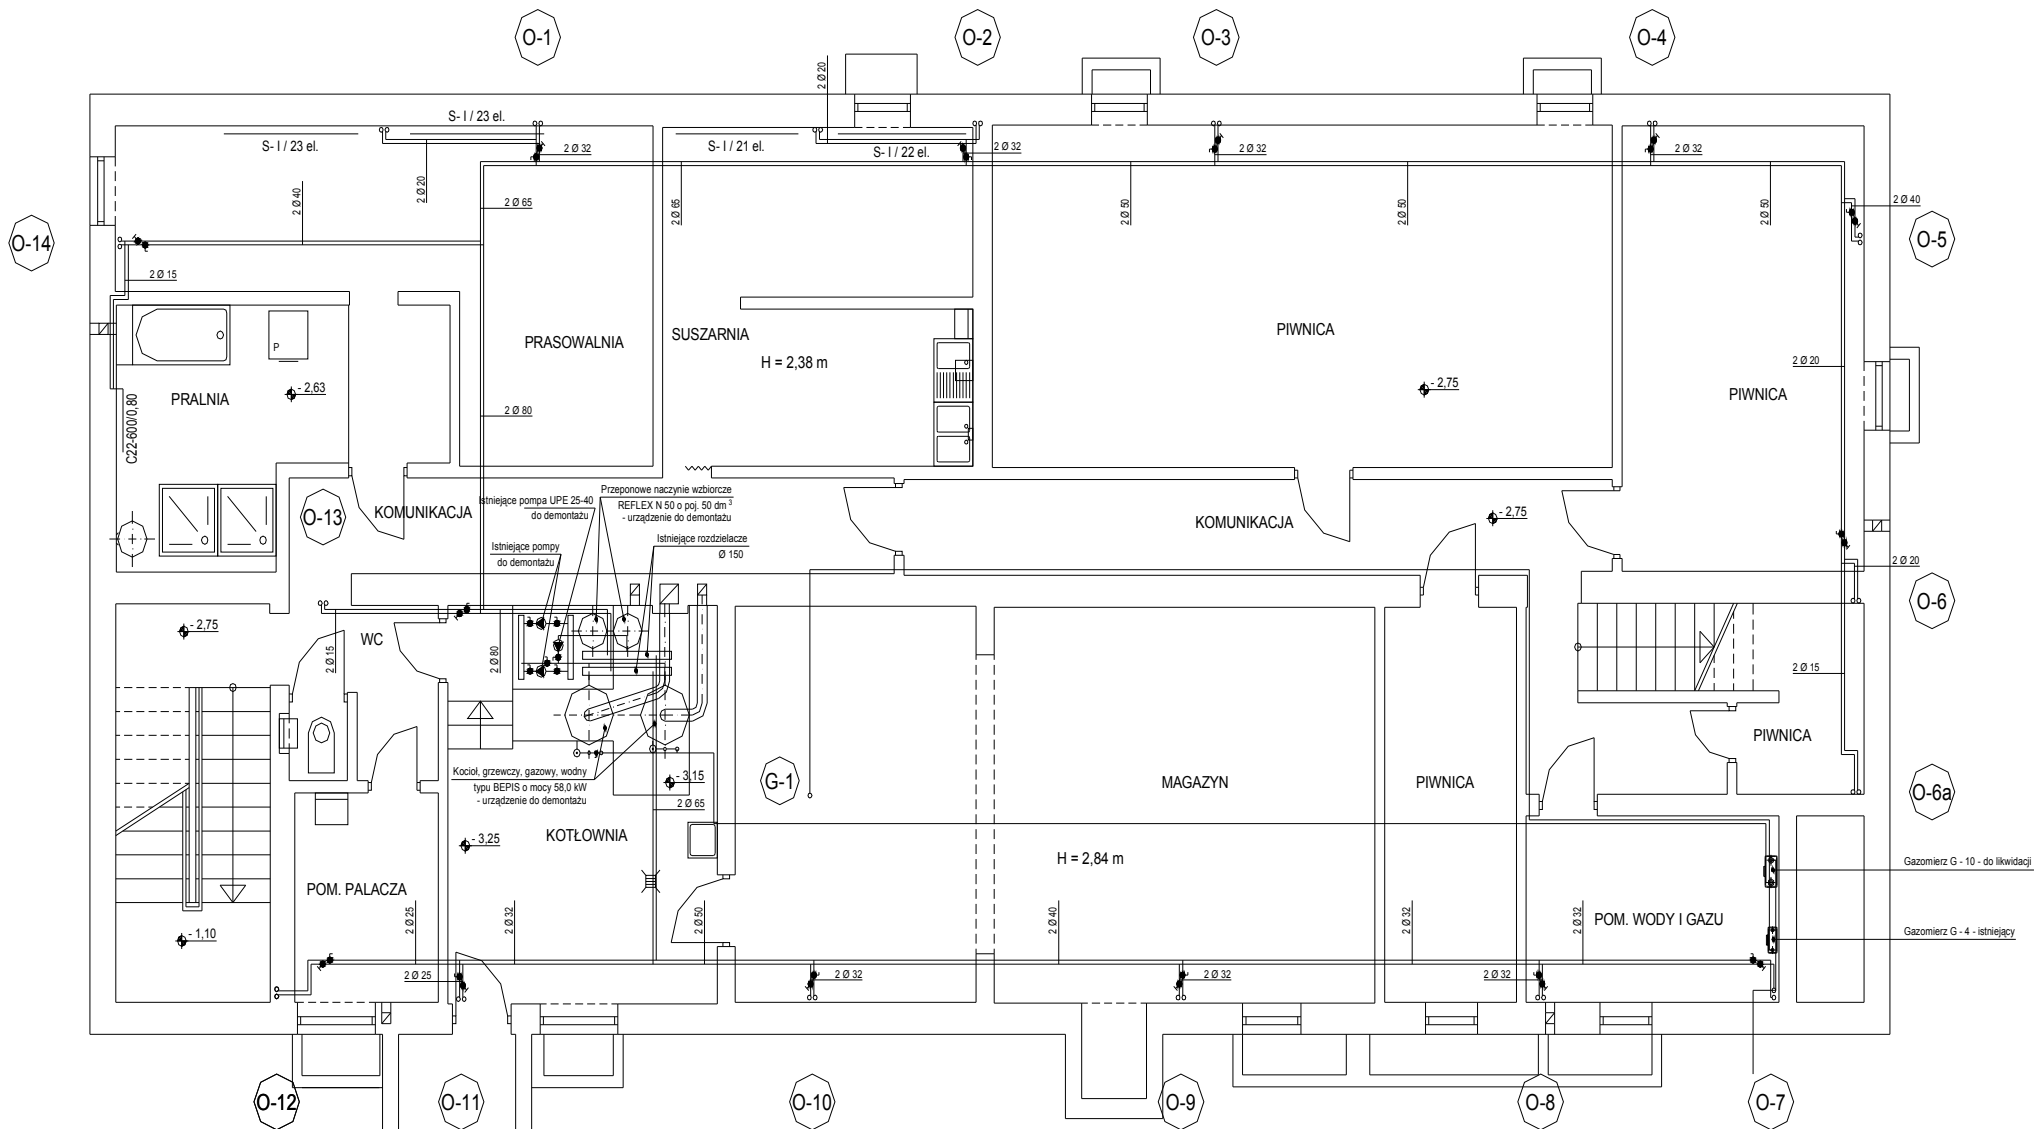 O-1
O-2
O-3
O-4
S- I / 23 el.
S- I / 23 el.
2 Ø 32
2 Ø 20
S- I / 21 el.
S- I / 22 el.
2 Ø 32
2 Ø 32
2 Ø 32
2 Ø 40
2 Ø 20
2 Ø 65
2 Ø 65
2 Ø 50
2 Ø 50
2 Ø 50
2 Ø 40
O-14
O-5
2 Ø 15
PRASOWALNIA
SUSZARNIA
H = 2,38 m
PIWNICA
P
- 2,63
PRALNIA
C22-600/0,80
2 Ø 80
- 2,75
2 Ø 20
PIWNICA
O-13
KOMUNIKACJA
Istniejące pompa UPE 25-40
do demontażu
Przeponowe naczynie wzbiorcze
REFLEX N 50 o poj. 50 dm³
- urządzenie do demontażu
Istniejące pompy
do demontażu
Istniejące rozdzielacze
Ø 150
KOMUNIKACJA
- 2,75
2 Ø 20
O-6
- 2,75
WC
2 Ø 15
2 Ø 80
2 Ø 15
PIWNICA
Kocioł, grzewczy, gazowy, wodny
typu BEPIS o mocy 58,0 kW
- urządzenie do demontażu
- 3,15
2 Ø 65
G-1
MAGAZYN
PIWNICA
O-6a
- 3,25
KOTŁOWNIA
H = 2,84 m
Gazomierz G - 10 - do likwidacji
POM. PALACZA
- 1,10
2 Ø 25
2 Ø 32
2 Ø 50
2 Ø 40
2 Ø 32
2 Ø 32
POM. WODY I GAZU
Gazomierz G - 4 - istniejący
2 Ø 25
2 Ø 32
2 Ø 32
2 Ø 32
O-12
O-11
O-10
O-9
O-8
O-7